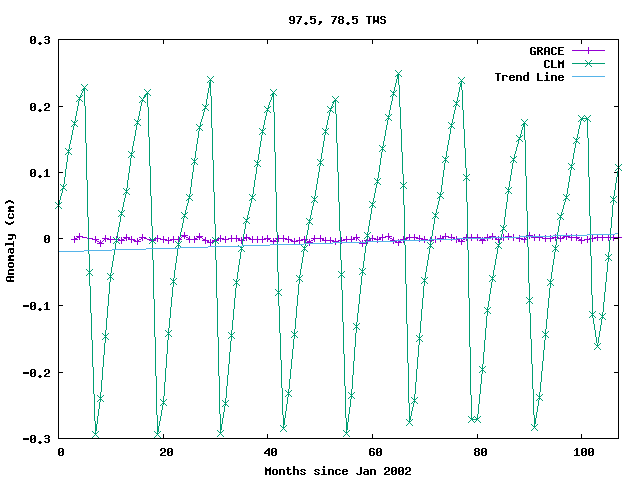 97.5, 78.5 TWS
GRACE
CLM
Trend Line
0.3
0.2
0.1
0
-0.1
-0.2
-0.3
Anomaly (cm)
0 20 40 60 80 100
Months since Jan 2002